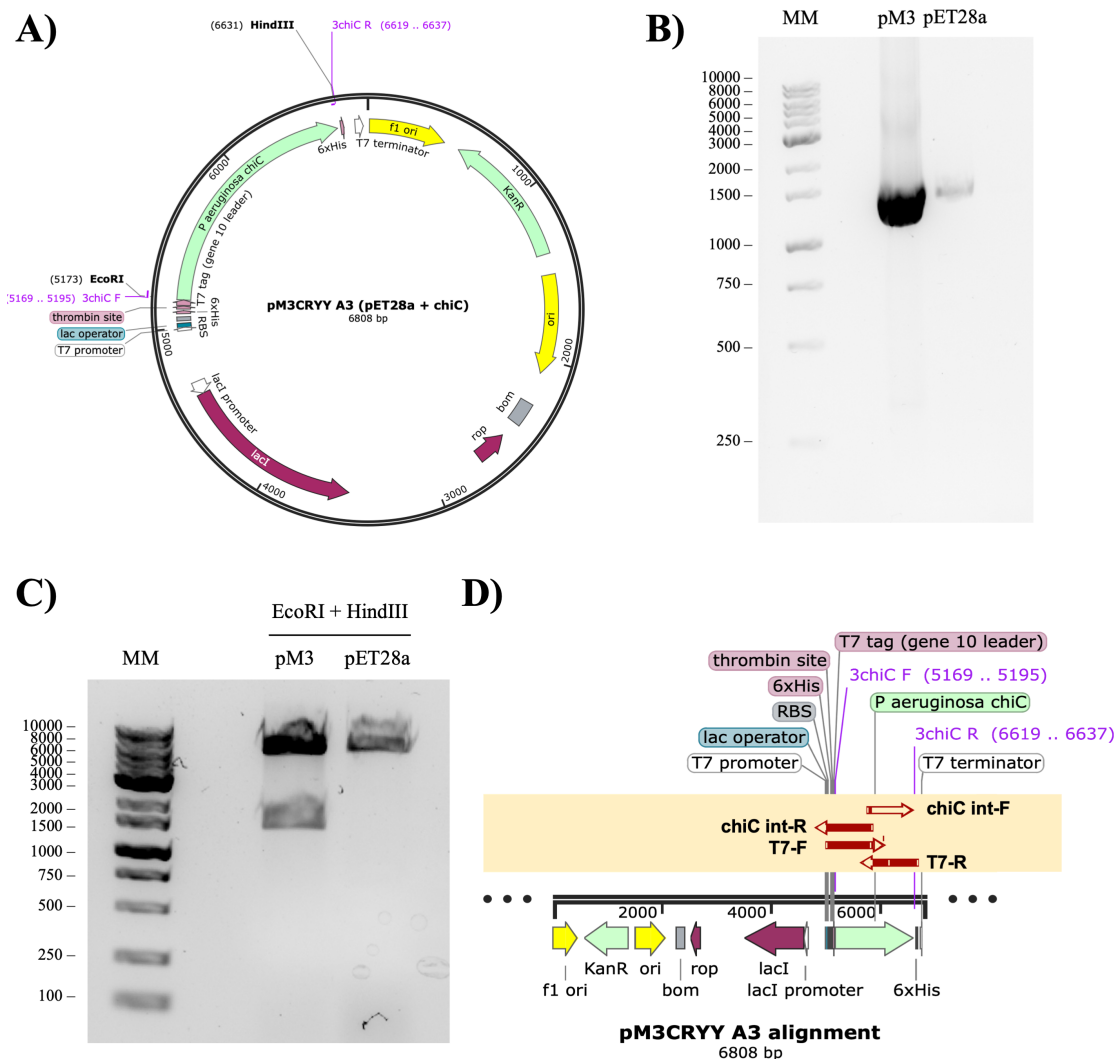 A)
(6631) HindIII
3chiC R (6619 .. 6637)
6xHis
T7 terminator
f1 ori
KanR
1000
ori
2000
bom
rop
3000
lacI
4000
lacI promoter
5000
T7 promoter
lac operator
RBS
thrombin site
6xHis
T7 tag (gene 10 leader)
(5169 .. 5195) 3chiC F
(5173) EcoRI
P aeruginosa chiC
6000
pM3CRYY A3 (pET28a + chiC)
6808 bp
B)
MM pM3 pET28a
10000
8000
6000
5000
4000
3000
2000
1500
1000
750
500
250
C)
EcoRI + HindIII
MM pM3 pET28a
10000
8000
6000
5000
4000
3000
2000
1500
1000
750
500
250
100
D)
T7 tag (gene 10 leader)
thrombin site
3chiC F (5169 .. 5195)
6xHis
P aeruginosa chiC
RBS
lac operator
3chiC R (6619 .. 6637)
T7 promoter
T7 terminator
chiC int-F
chiC int-R
T7-F
T7-R
2000 4000 6000
KanR ori rop lacI
f1 ori bom lacI promoter 6xHis
pM3CRYY A3 alignment
6808 bp